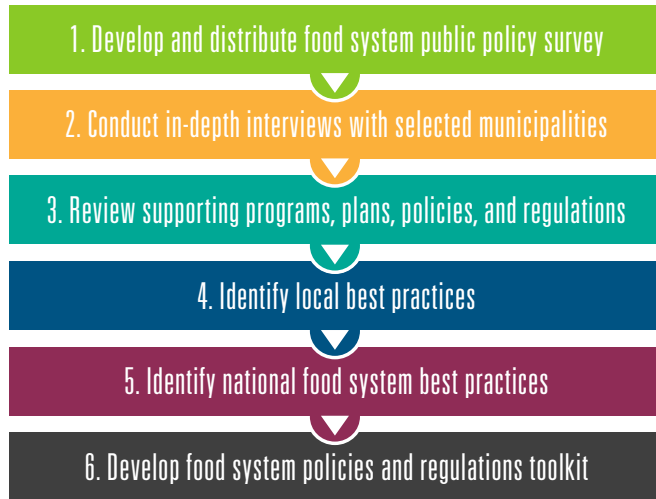 1. Develop and distribute food system public policy survey
2. Conduct in-depth interviews with selected municipalities
3. Review supporting programs, plans, policies, and regulations
4. Identify local best practices
5. Identify national food system best practices
6. Develop food system policies and regulations toolkit